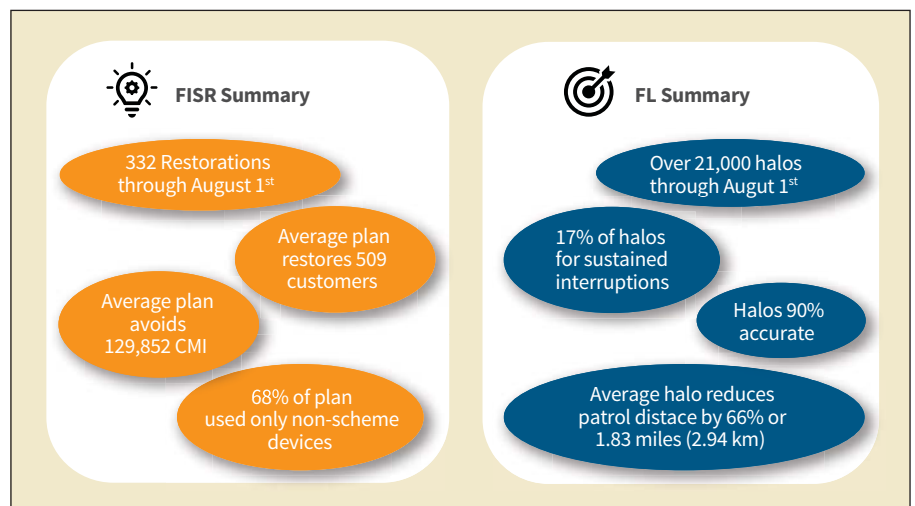 FISR Summary
332 Restorations
through August 1st
Average plan
restores 509
customers
Average plan
avoids
129,852 CMI
68% of plan
used only non-scheme
devices
FL Summary
Over 21,000 halos
through Augut 1st
17% of halos
for sustained
interruptions
Halos 90%
accurate
Average halo reduces
patrol distace by 66% or
1.83 miles (2.94 km)